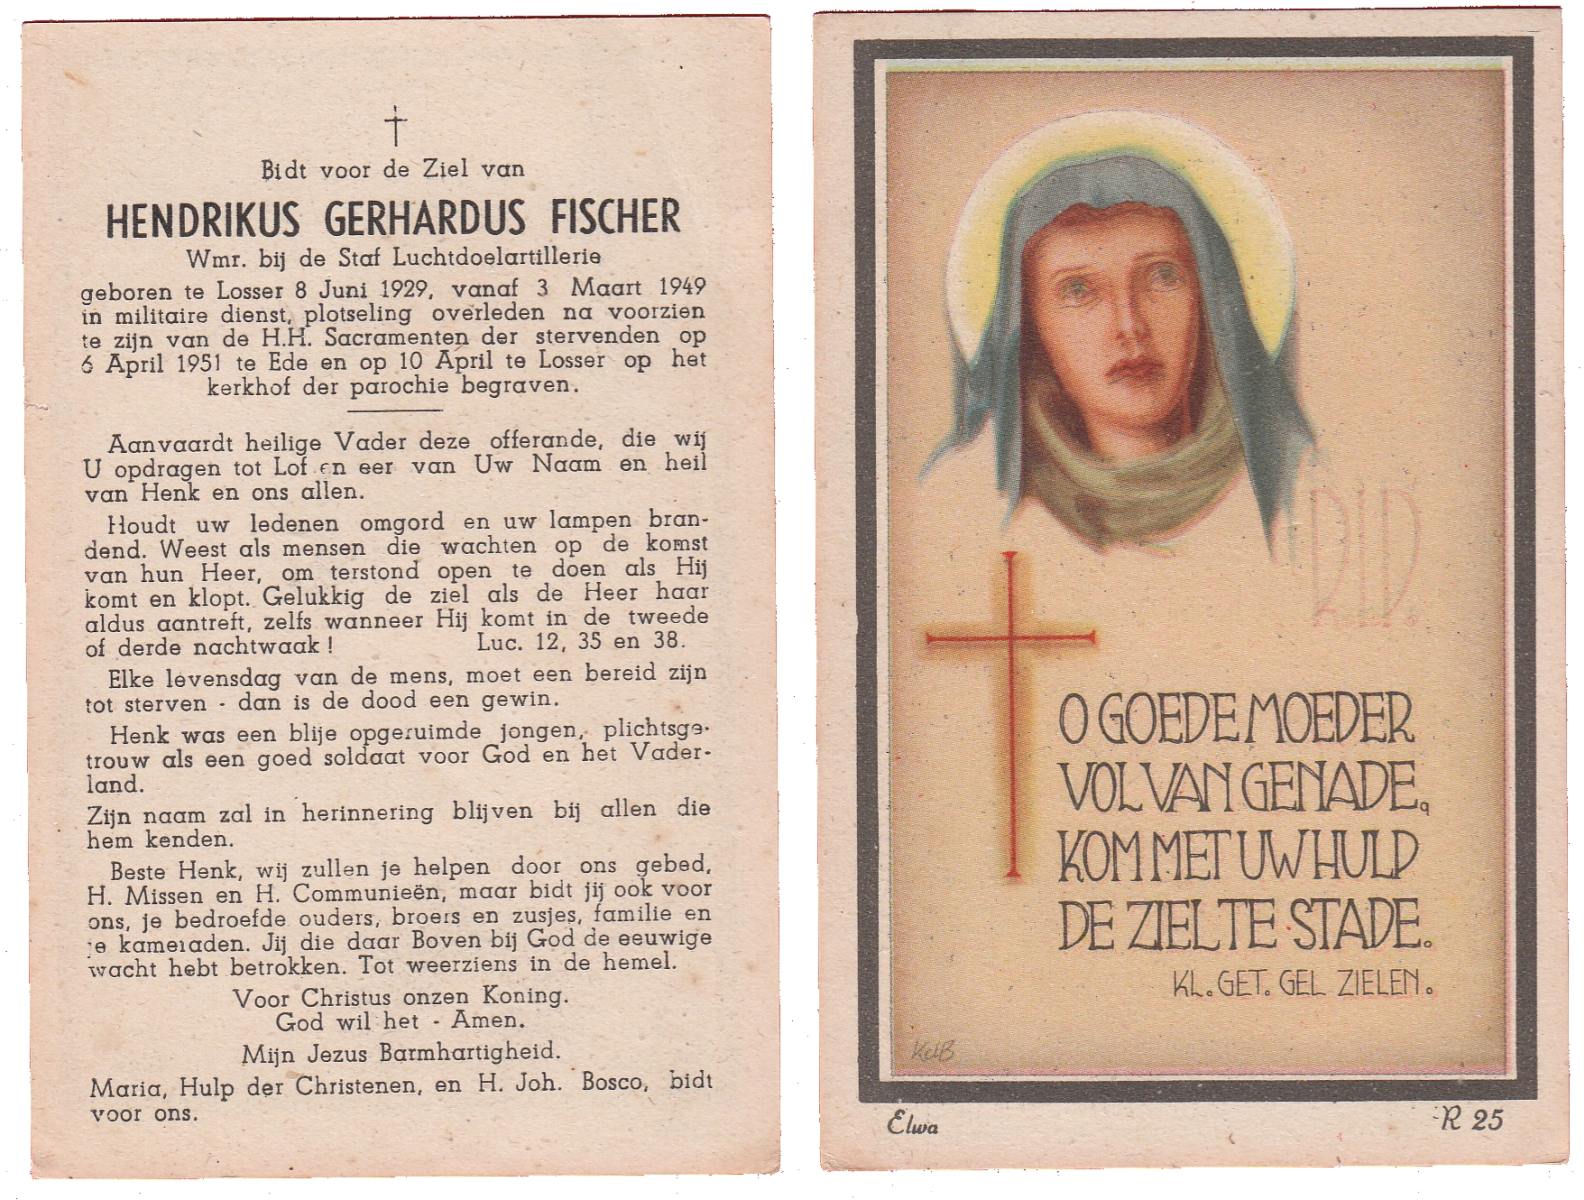 Bidt voor de Ziel van
HENDRIKUS GERHARDUS FISCHER
Wmr. bij de Staf Luchtdoelartillerie
geboren te Losser 8 Juni 1929, vanaf 3 Maart 1949
in militaire dienst, plotseling overleden na voorzien
te zijn van de H.H. Sacramenten der stervenden op
6 April 1951 te Ede en op 10 April te Losser op het
kerkhof der parochie begraven.
Aanvaardt heilige Vader deze offerande, die wij
U opdragen tot Lof en eer van Uw Naam en heil
van Henk en ons allen.
Houdt uw ledenen omgord en uw lampen bran-
dend. Weest als mensen die wachten op de komst
van hun Heer, om terstond open te doen als Hij
komt en klopt. Gelukkig de ziel als de Heer haar
aldus aantreft, zelfs wanneer Hij komt in de tweede
of derde nachtwaak! Luc. 12, 35 en 38.
Elke levensdag van de mens, moet een bereid zijn
tot sterven - dan is de dood een gewin.
Henk was een blije opgeruimde jongen, plichtsge-
trouw als een goed soldaat voor God en het Vader-
land.
Zijn naam zal in herinnering blijven bij allen die
hem kenden.
Beste Henk, wij zullen je helpen door ons gebed,
H. Missen en H. Communieën, maar bidt jij ook voor
ons, je bedroefde ouders, broers en zusjes, familie en
je kameraden. Jij die daar Boven bij God de eeuwige
wacht hebt betrokken. Tot weerziens in de hemel.
Voor Christus onzen Koning.
God wil het - Amen.
Mijn Jezus Barmhartigheid.
Maria, Hulp der Christenen, en H. Joh. Bosco, bidt
voor ons.
O GOEDE MOEDER
VOL VAN GENADE,
KOM MET UW HULP
DE ZIEL TE STADE.
KL. GET. GEL ZIELEN.
KdB
Elwa R 25